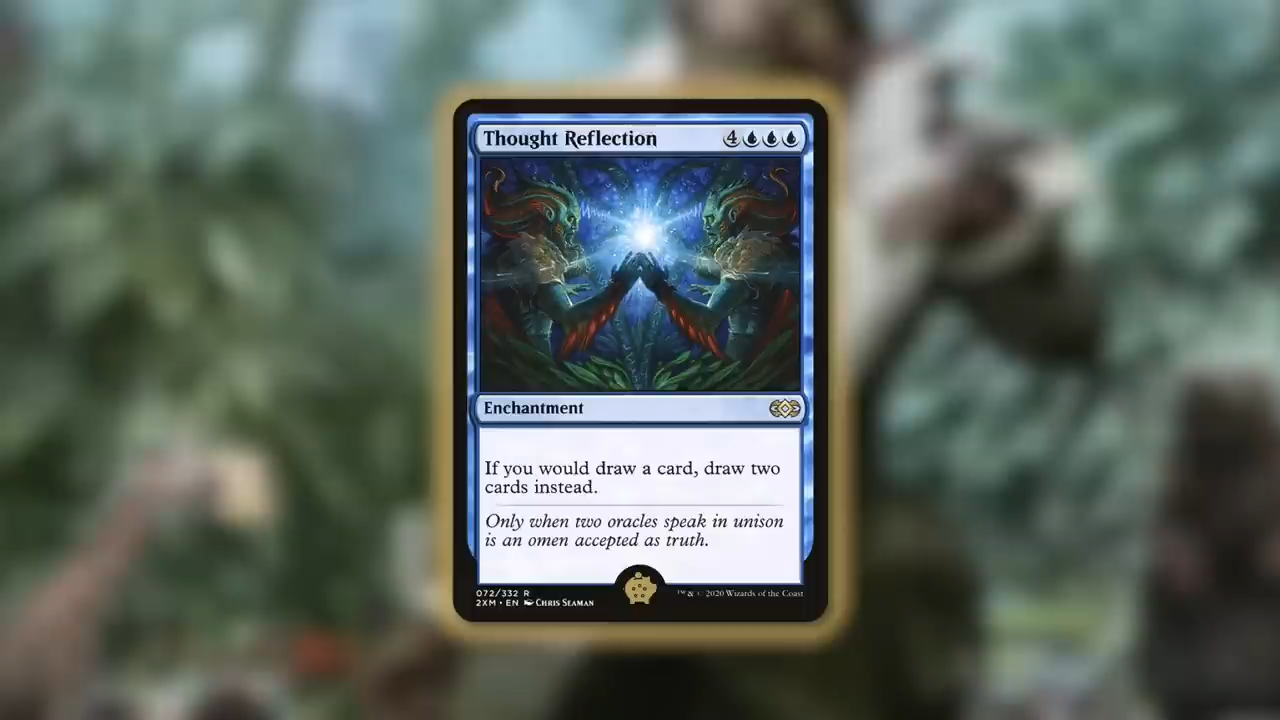 Thought Reflection 4
Enchantment
If you would draw a card, draw two
cards instead.
Only when two oracles speak in unison
is an omen accepted as truth.
072/332 R
2XM • EN Chris Seaman
™ & © 2020 Wizards of the Coast